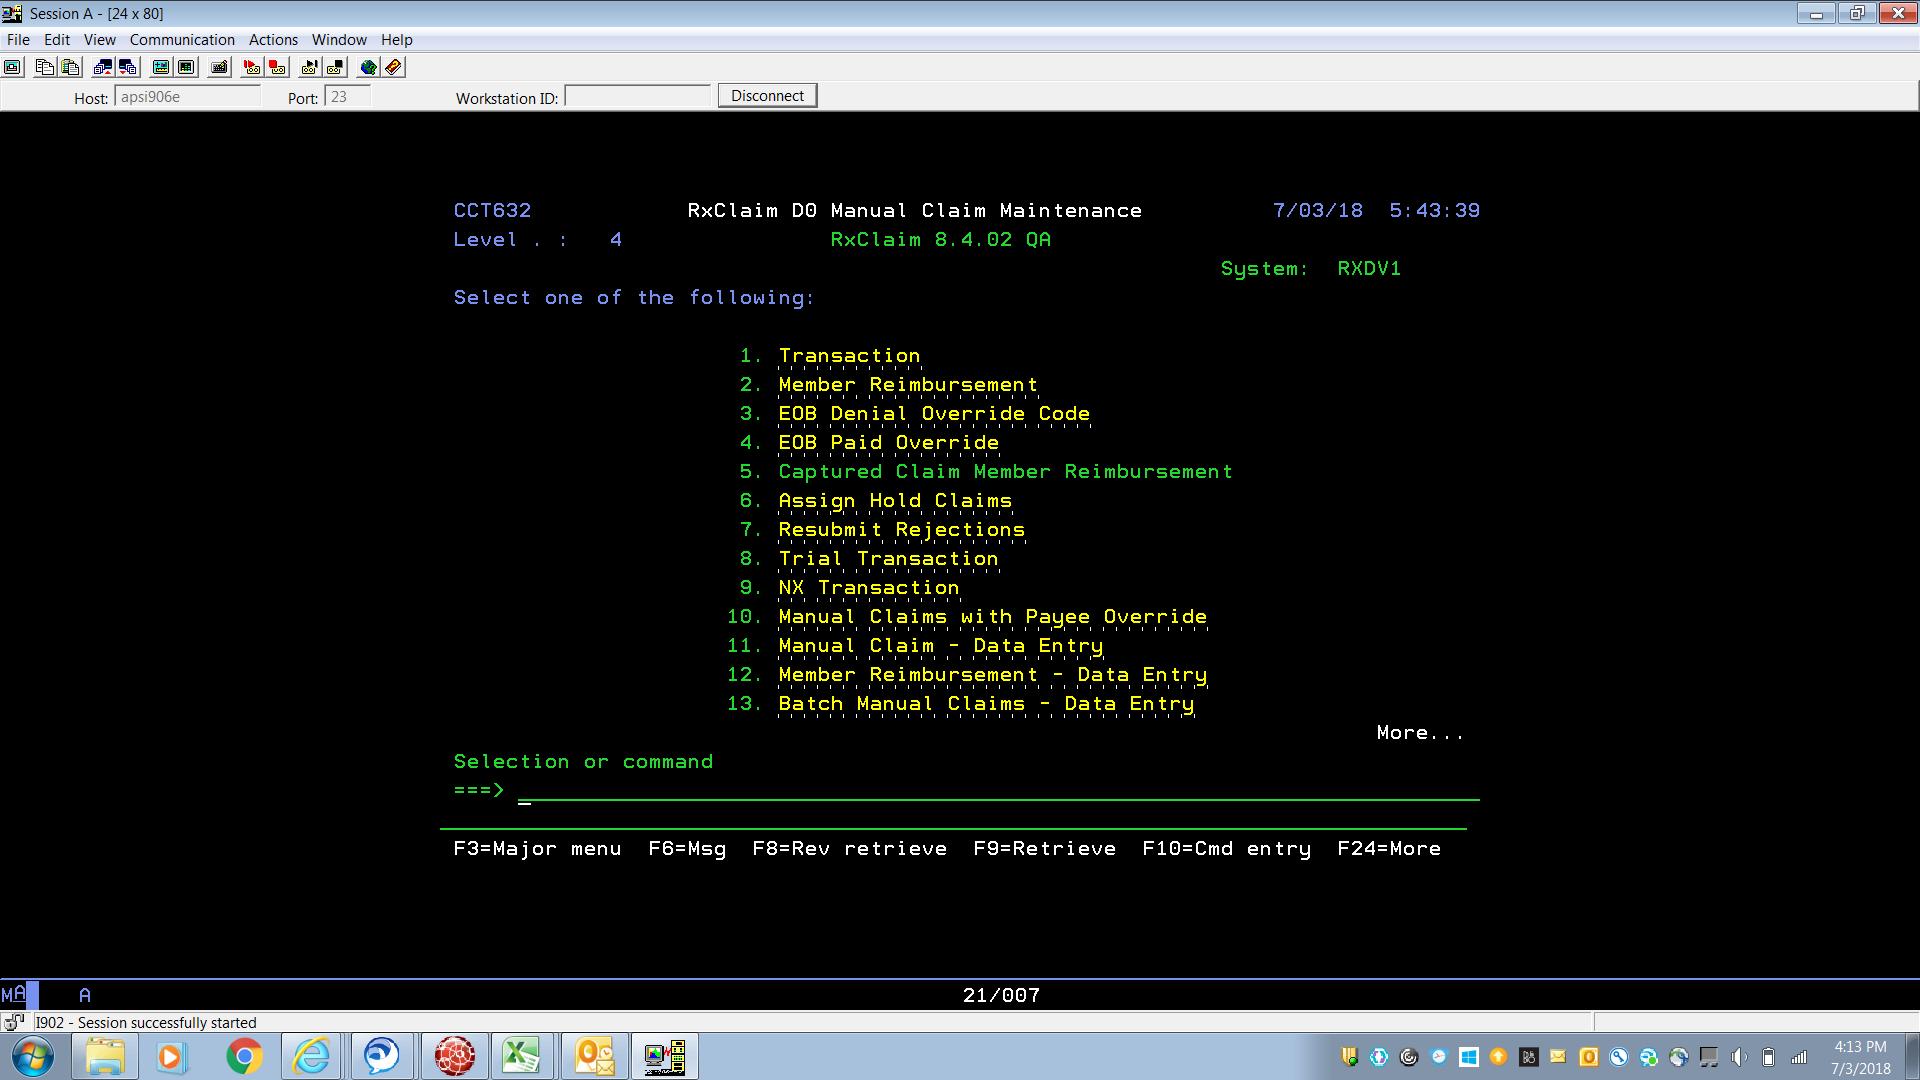 Session A - [24 x 80]
File Edit View Communication Actions Window Help
Host: apsi906e Port: 23 Workstation ID: Disconnect
CCT632 RxClaim D0 Manual Claim Maintenance 7/03/18 5:43:39
Level . : 4 RxClaim 8.4.02 QA
System: RXDV1
Select one of the following:
1. Transaction
2. Member Reimbursement
3. EOB Denial Override Code
4. EOB Paid Override
5. Captured Claim Member Reimbursement
6. Assign Hold Claims
7. Resubmit Rejections
8. Trial Transaction
9. NX Transaction
10. Manual Claims with Payee Override
11. Manual Claim - Data Entry
12. Member Reimbursement - Data Entry
13. Batch Manual Claims - Data Entry
More...
Selection or command
===>
F3=Major menu F6=Msg F8=Rev retrieve F9=Retrieve F10=Cmd entry F24=More
MA A 21/007
I902 - Session successfully started
4:13 PM
7/3/2018